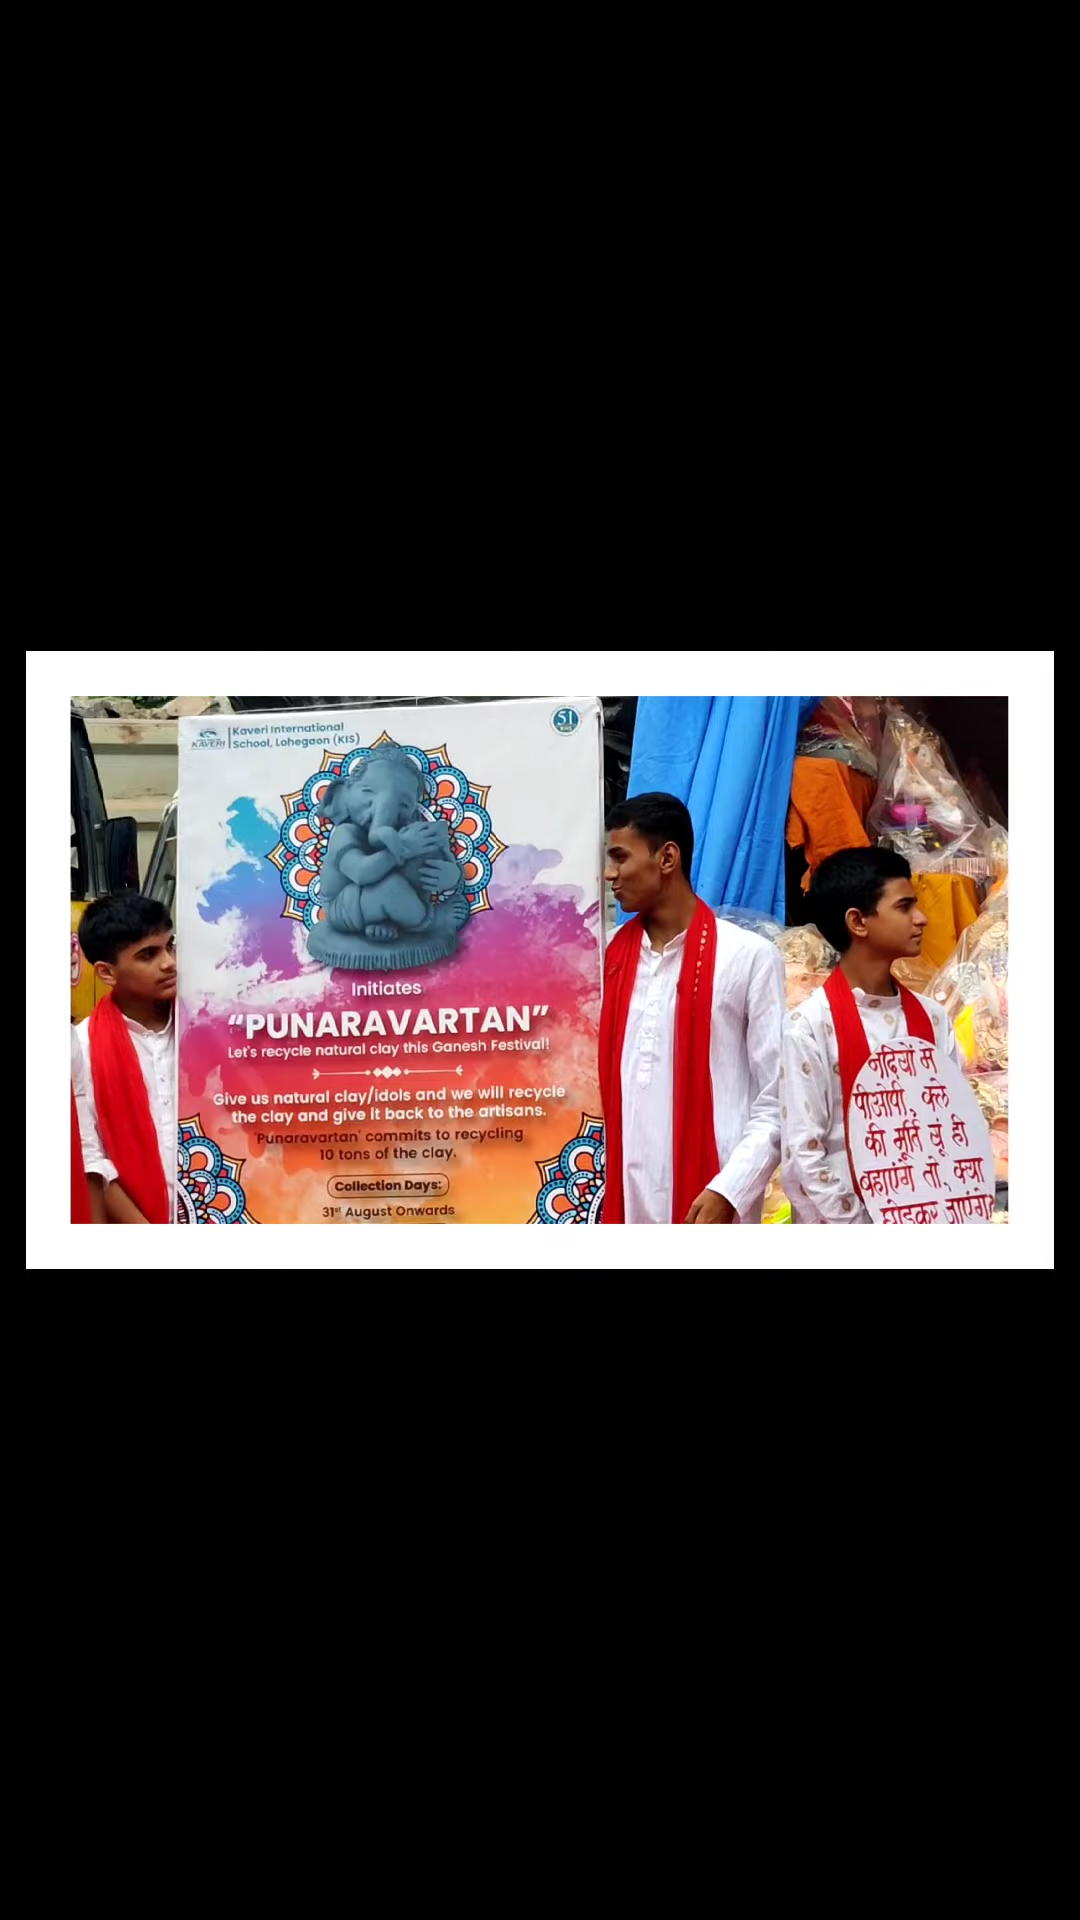 KAVERI
Kaveri International
School, Lohegaon (KIS)
51
Initiates
“PUNARAVARTAN”
Let's recycle natural clay this Ganesh Festival!
Give us natural clay/idols and we will recycle
the clay and give it back to the artisans.
'Punaravartan' commits to recycling
10 tons of the clay.
Collection Days:
31st August Onwards
नदियों में
पीओपी क्ले
की मूर्ति यूं ही
बहाएंगे तो, क्या
छोड़कर जाएंगे